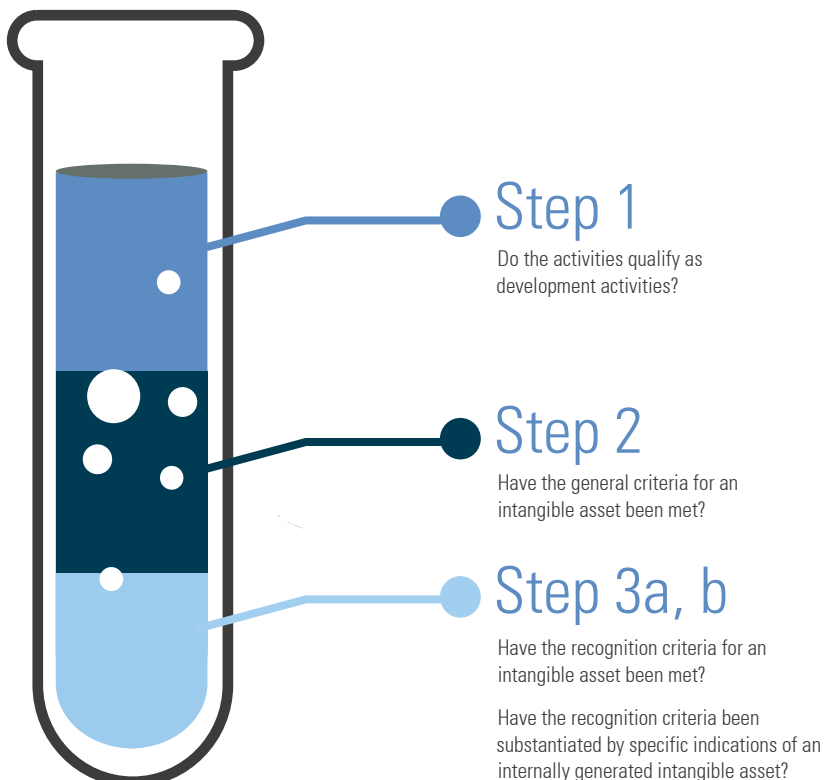 Step 1
Do the activities qualify as
development activities?
Step 2
Have the general criteria for an
intangible asset been met?
Step 3a, b
Have the recognition criteria for an
intangible asset been met?
Have the recognition criteria been
substantiated by specific indications of an
internally generated intangible asset?